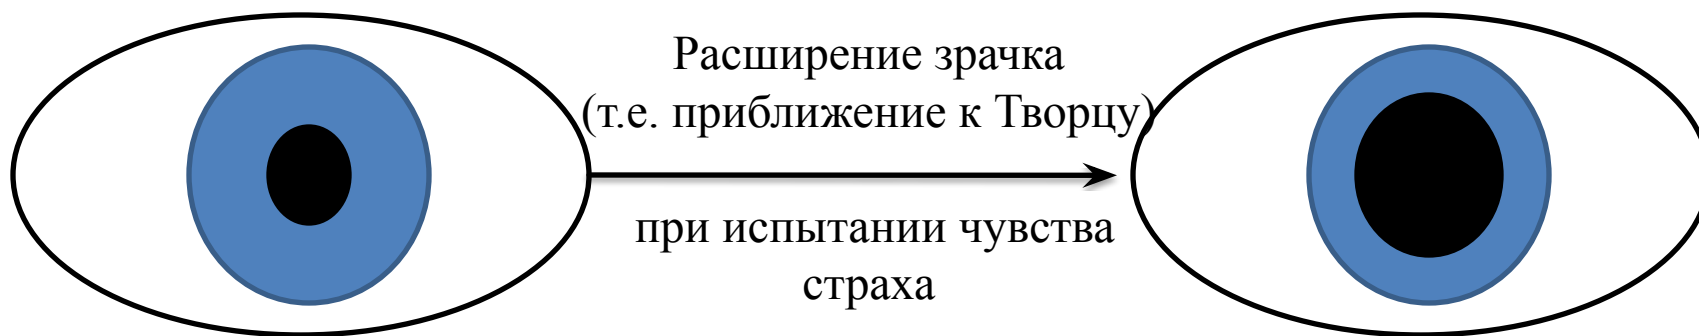 Расширение зрачка
(т.е. приближение к Творцу)
при испытании чувства
страха